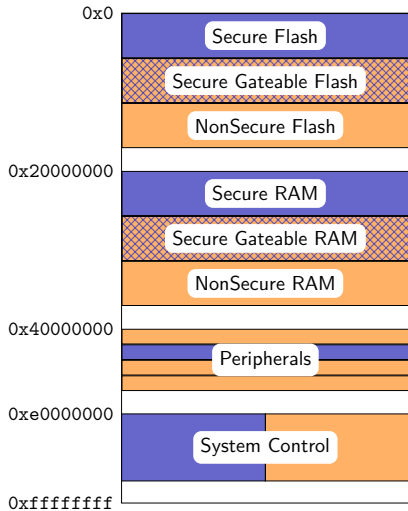 0x0
Secure Flash
Secure Gateable Flash
NonSecure Flash
0x20000000
Secure RAM
Secure Gateable RAM
NonSecure RAM
0x40000000
Peripherals
0xe0000000
System Control
0xffffffff